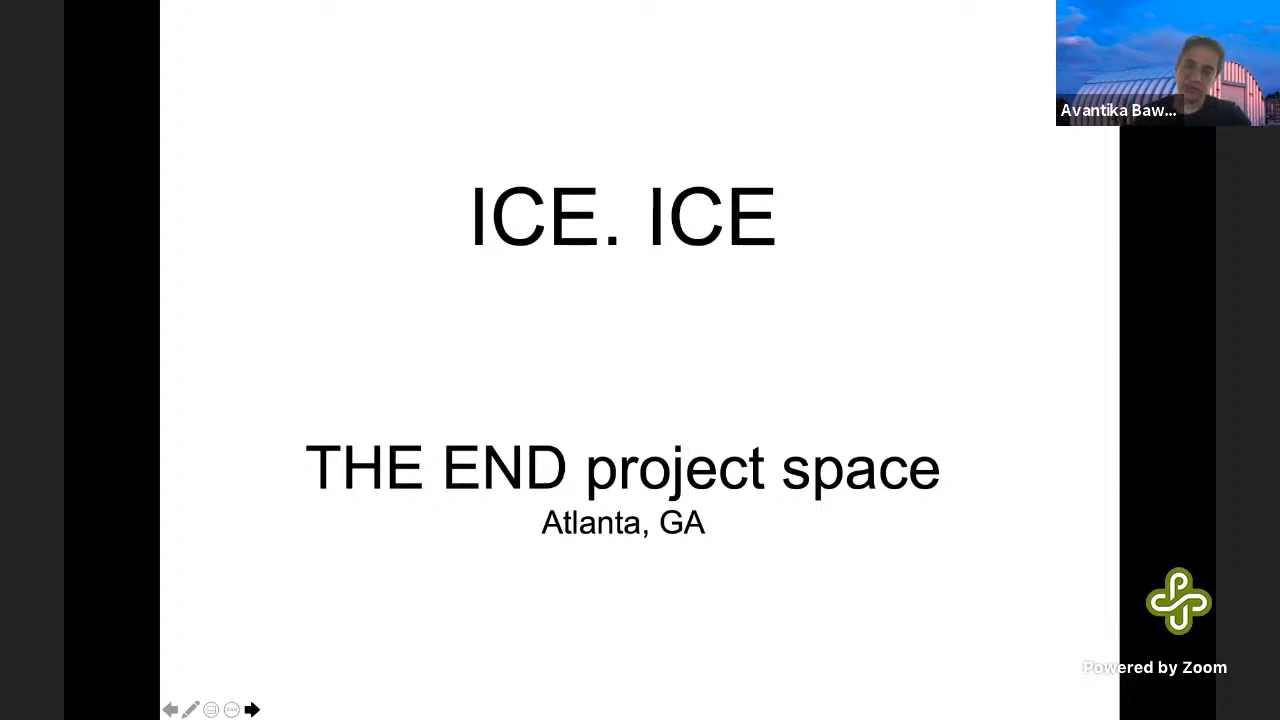 Avantika Baw...
ICE. ICE
THE END project space
Atlanta, GA
Powered by Zoom